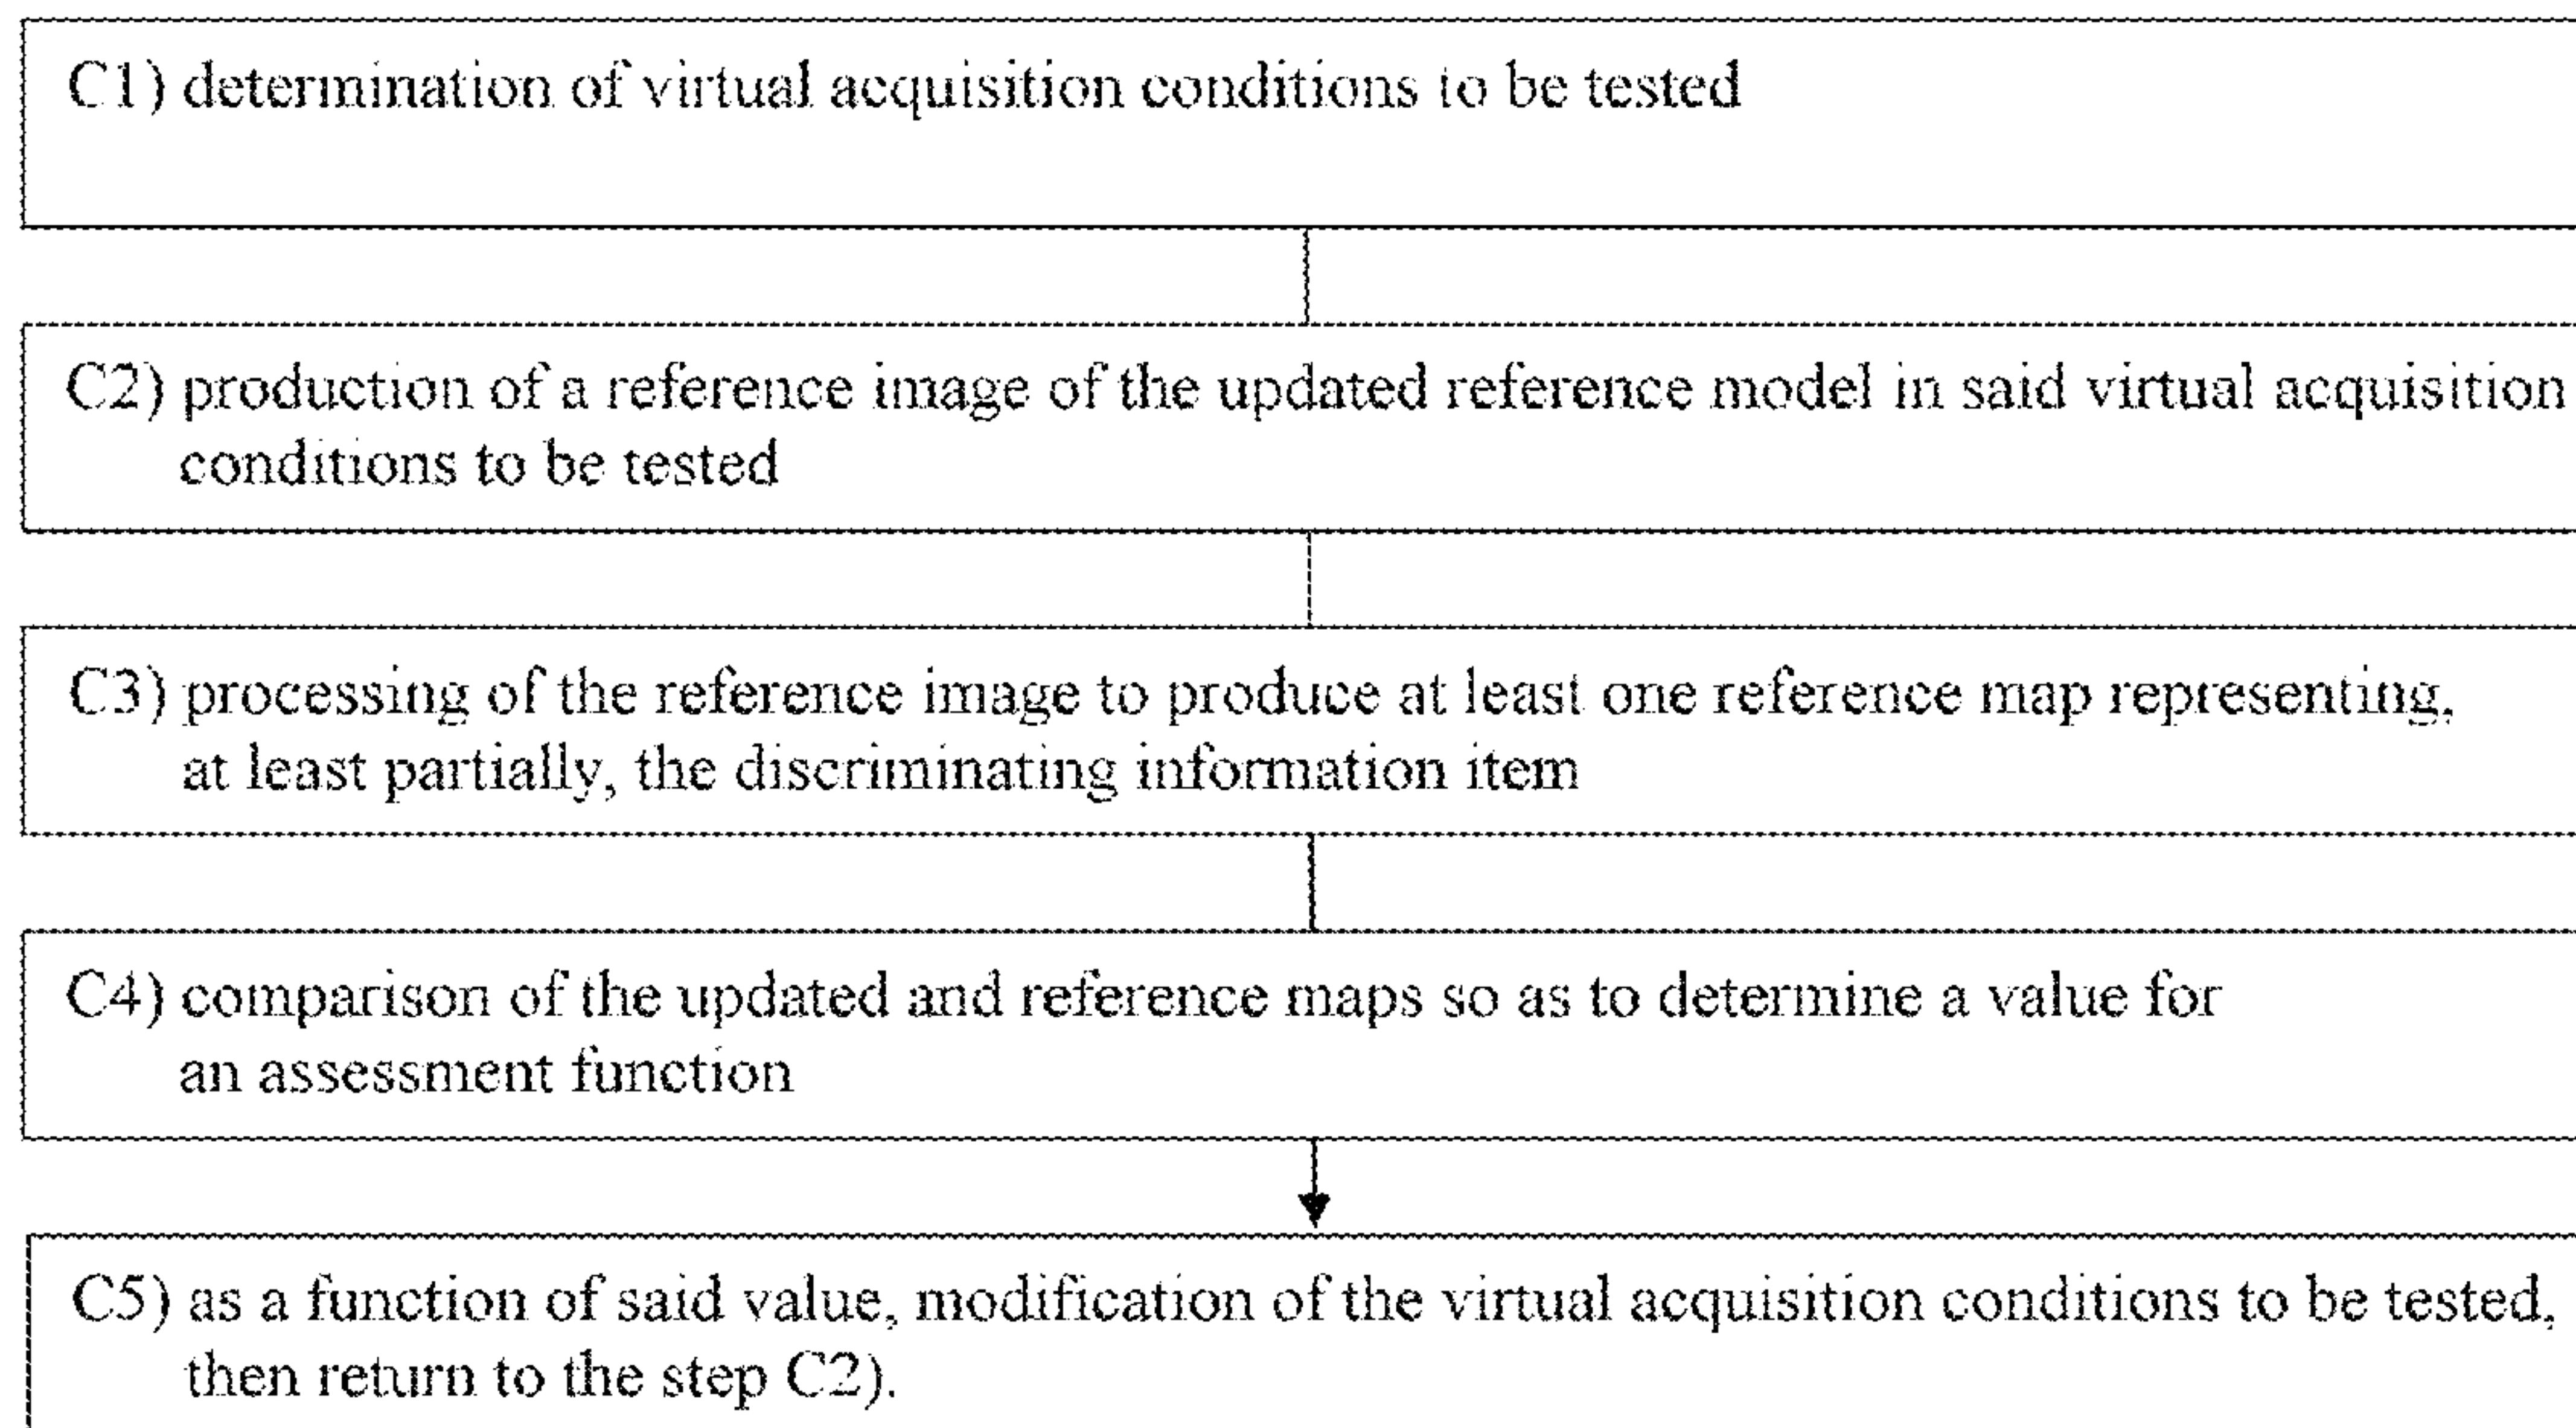 C1) determination of virtual acquisition conditions to be tested
C2) production of a reference image of the updated reference model in said virtual acquisition
conditions to be tested
C3) processing of the reference image to produce at least one reference map representing,
at least partially, the discriminating information item
C4) comparison of the updated and reference maps so as to determine a value for
an assessment function
C5) as a function of said value, modification of the virtual acquisition conditions to be tested,
then return to the step C2).